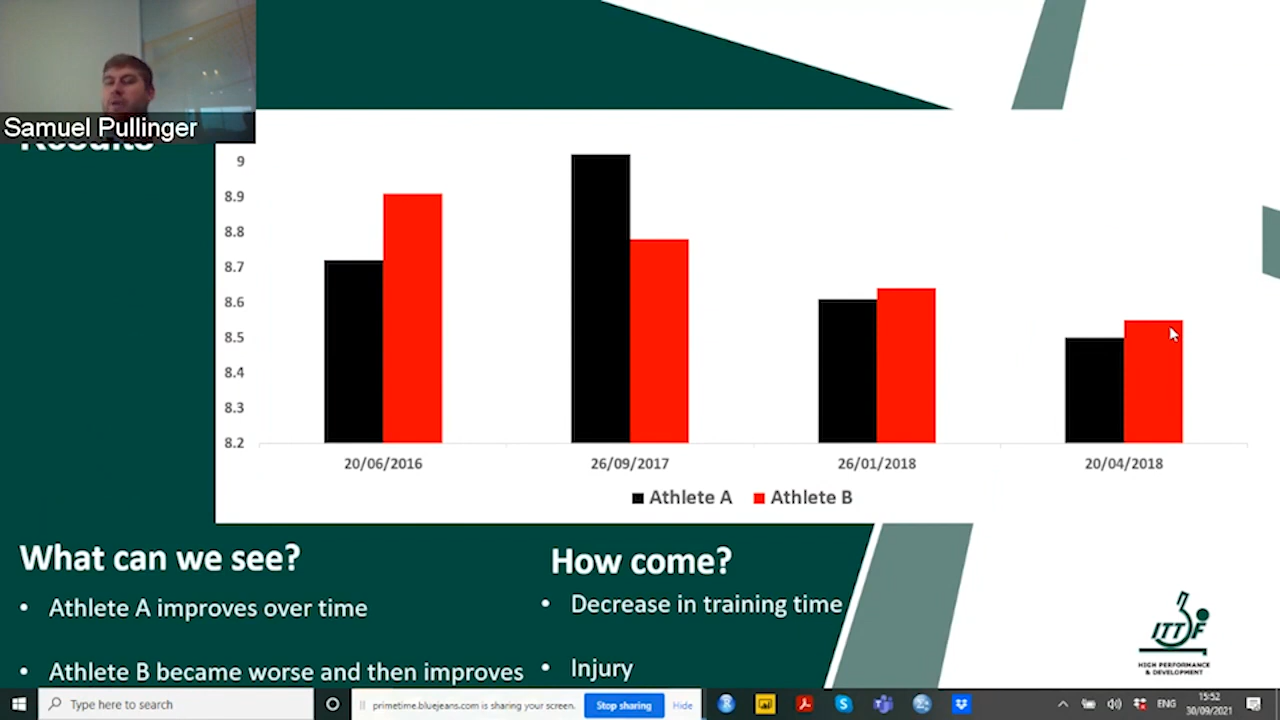 Samuel Pullinger
Results
9
8.9
8.8
8.7
8.6
8.5
8.4
8.3
8.2
20/06/2016
26/09/2017
26/01/2018
20/04/2018
Athlete A
Athlete B
What can we see?
• Athlete A improves over time
• Athlete B became worse and then improves
How come?
• Decrease in training time
• Injury
ITTF
HIGH PERFORMANCE
& DEVELOPMENT
Type here to search
primetime.bluejeans.com is sharing your screen.
Stop sharing
Hide
ENG
15:52
30/09/2021